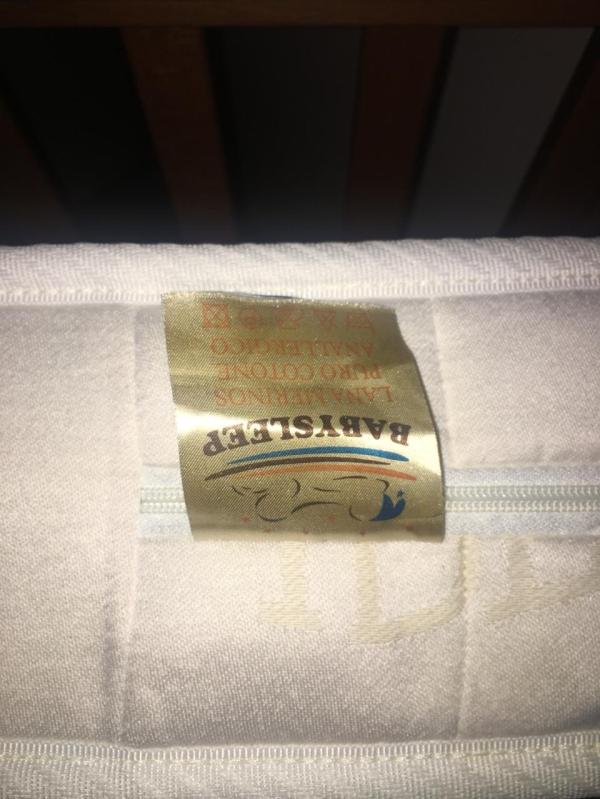 BABYSLEEP
LANA MERINOS
PURO COTONE
ANALLERGICO